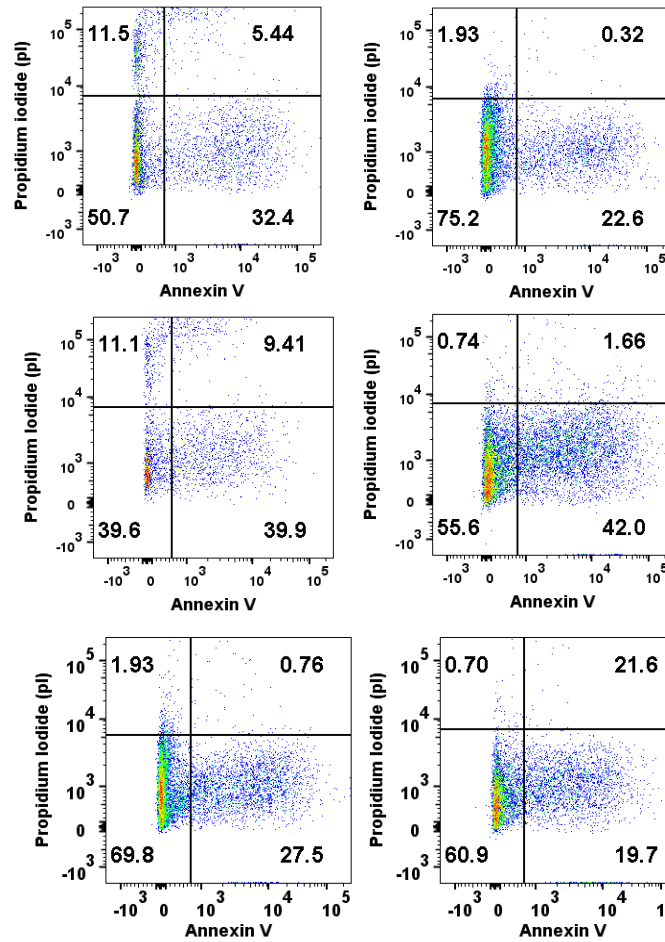 11.5 5.44
10^5
10^4
10^3
0
-10^3
50.7 32.4
-10^3 0 10^3 10^4 10^5
Annexin V
Propidium iodide (pI)
1.93 0.32
10^5
10^4
10^3
0
-10^3
75.2 22.6
-10^3 0 10^3 10^4
Annexin V
Propidium iodide (pI)
11.1 9.41
10^5
10^4
10^3
0
-10^3
39.6 39.9
-10^3 0 10^3 10^4 10^5
Annexin V
Propidium Iodide (pI)
0.74 1.66
10^5
10^4
10^3
0
-10^3
55.6 42.0
-10^3 0 10^3 10^4
Annexin V
Propidium Iodide (pI)
1.93 0.76
10^5
10^4
10^3
0
-10^3
69.8 27.5
-10^3 0 10^3 10^4 10^5
Annexin V
Propidium Iodide (pI)
0.70 21.6
10^5
10^4
10^3
0
-10^3
60.9 19.7
-10^3 0 10^3 10^4
Annexin V
Propidium Iodide (pI)